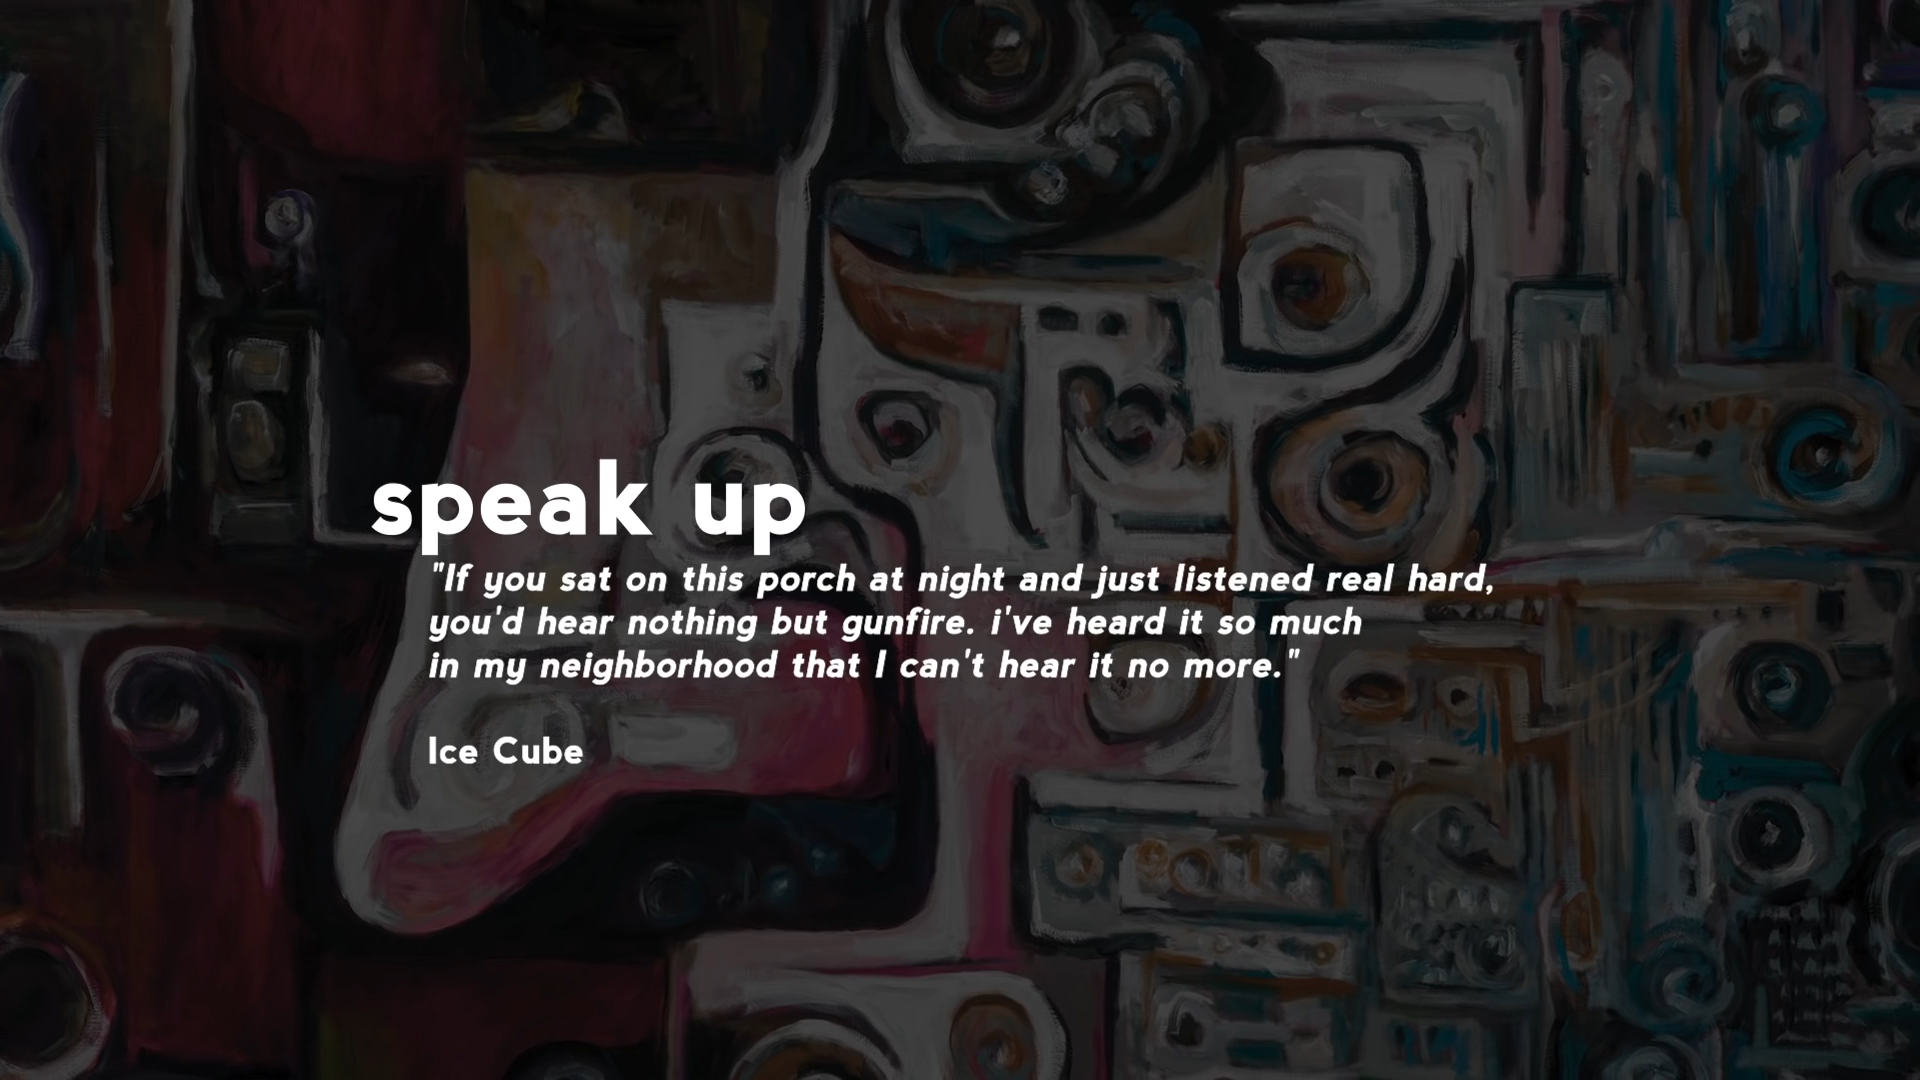 speak up
"If you sat on this porch at night and just listened real hard,
you'd hear nothing but gunfire. i've heard it so much
in my neighborhood that I can't hear it no more."
Ice Cube